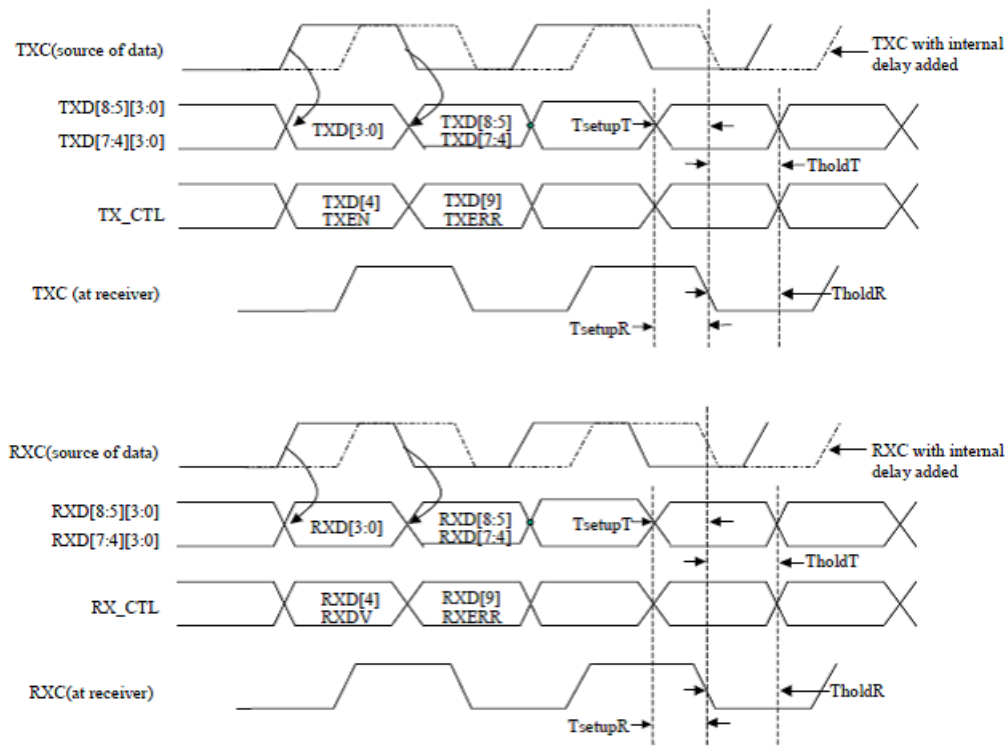 TXC(source of data)
TXC with internal
delay added
TXD[8:5][3:0]
TXD[7:4][3:0]
TXD[3:0]
TXD[8:5]
TXD[7:4]
TsetupT
TholdT
TX_CTL
TXD[4]
TXEN
TXD[9]
TXERR
TXC (at receiver)
TholdR
TsetupR
RXC(source of data)
RXC with internal
delay added
RXD[8:5][3:0]
RXD[7:4][3:0]
RXD[3:0]
RXD[8:5]
RXD[7:4]
TsetupT
TholdT
RX_CTL
RXD[4]
RXDV
RXD[9]
RXERR
RXC(at receiver)
TholdR
TsetupR